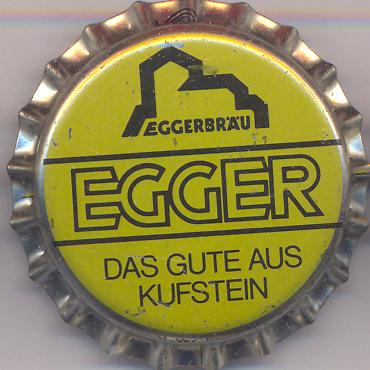 EGGERBRÄU
EGGER
DAS GUTE AUS
KUFSTEIN